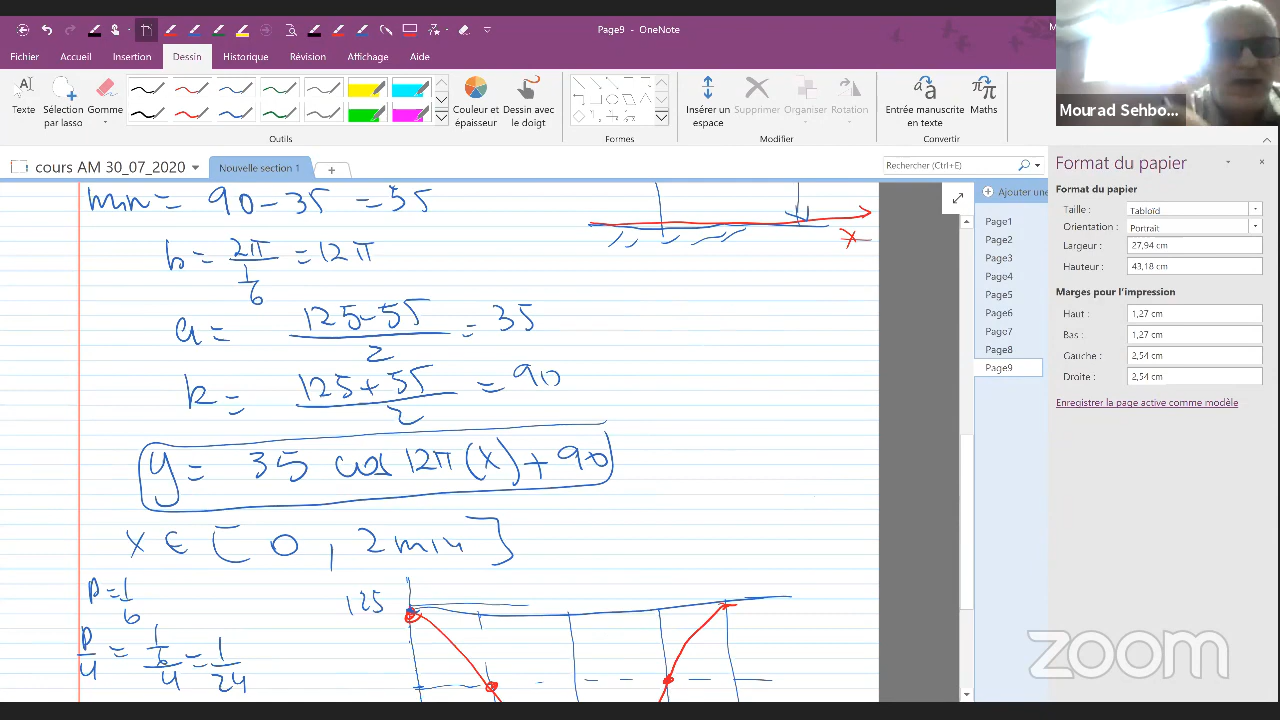 Page9 - OneNote
Fichier Accueil Insertion Dessin Historique Révision Affichage Aide
Texte
Sélection par lasso
Gomme
Couleur et épaisseur
Dessin avec le doigt
Insérer un espace
Supprimer
Organiser
Rotation
Entrée manuscrite en texte
Maths
Outils
Formes
Modifier
Convertir
Mourad Sehbo...
cours AM 30_07_2020
Nouvelle section 1
Rechercher (Ctrl+E)
min = 90 - 35 = 55
x
b = 2π / 1/6 = 12π
a = 125 - 55 / 2 = 35
k = 125 + 55 / 2 = 90
y = 35 cos 12π (x) + 90
x ∈ [ 0 , 2 min ]
P = 1/6
125
P/4 = 1/6 / 4 = 1/24
Ajouter une
Page1
Page2
Page3
Page4
Page5
Page6
Page7
Page8
Page9
Format du papier
Format du papier
Taille : Tabloïd
Orientation : Portrait
Largeur : 27,94 cm
Hauteur : 43,18 cm
Marges pour l'impression
Haut : 1,27 cm
Bas : 1,27 cm
Gauche : 2,54 cm
Droite : 2,54 cm
Enregistrer la page active comme modèle
zoom